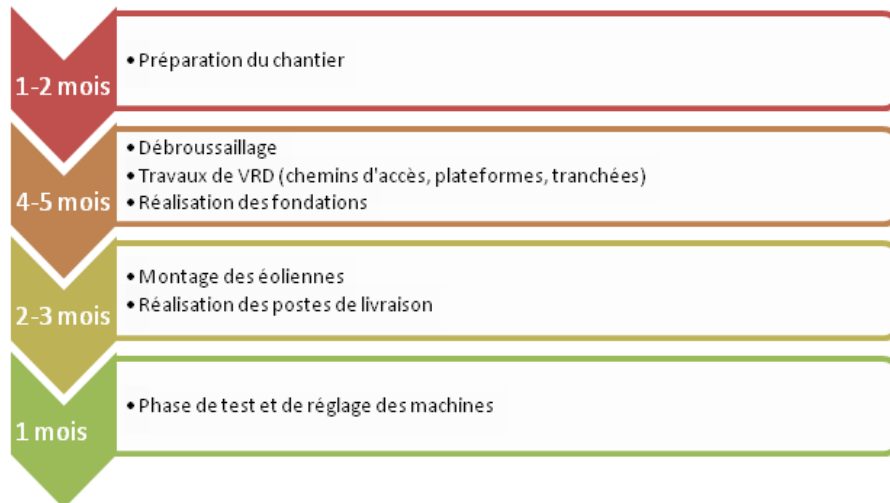 1-2 mois
• Préparation du chantier
4-5 mois
• Débroussaillage
• Travaux de VRD (chemins d'accès, plateformes, tranchées)
• Réalisation des fondations
2-3 mois
• Montage des éoliennes
• Réalisation des postes de livraison
1 mois
• Phase de test et de réglage des machines